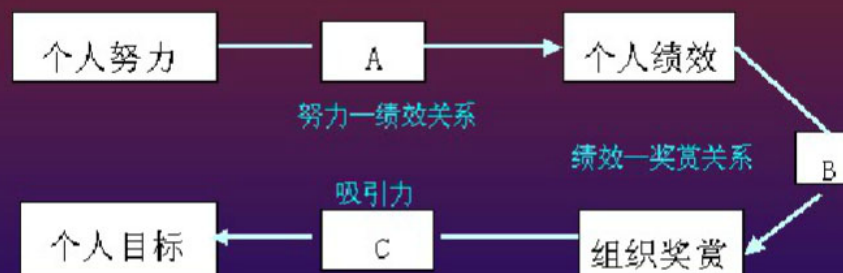 个人努力
A
个人绩效
努力—绩效关系
绩效—奖赏关系
B
吸引力
个人目标
C
组织奖赏